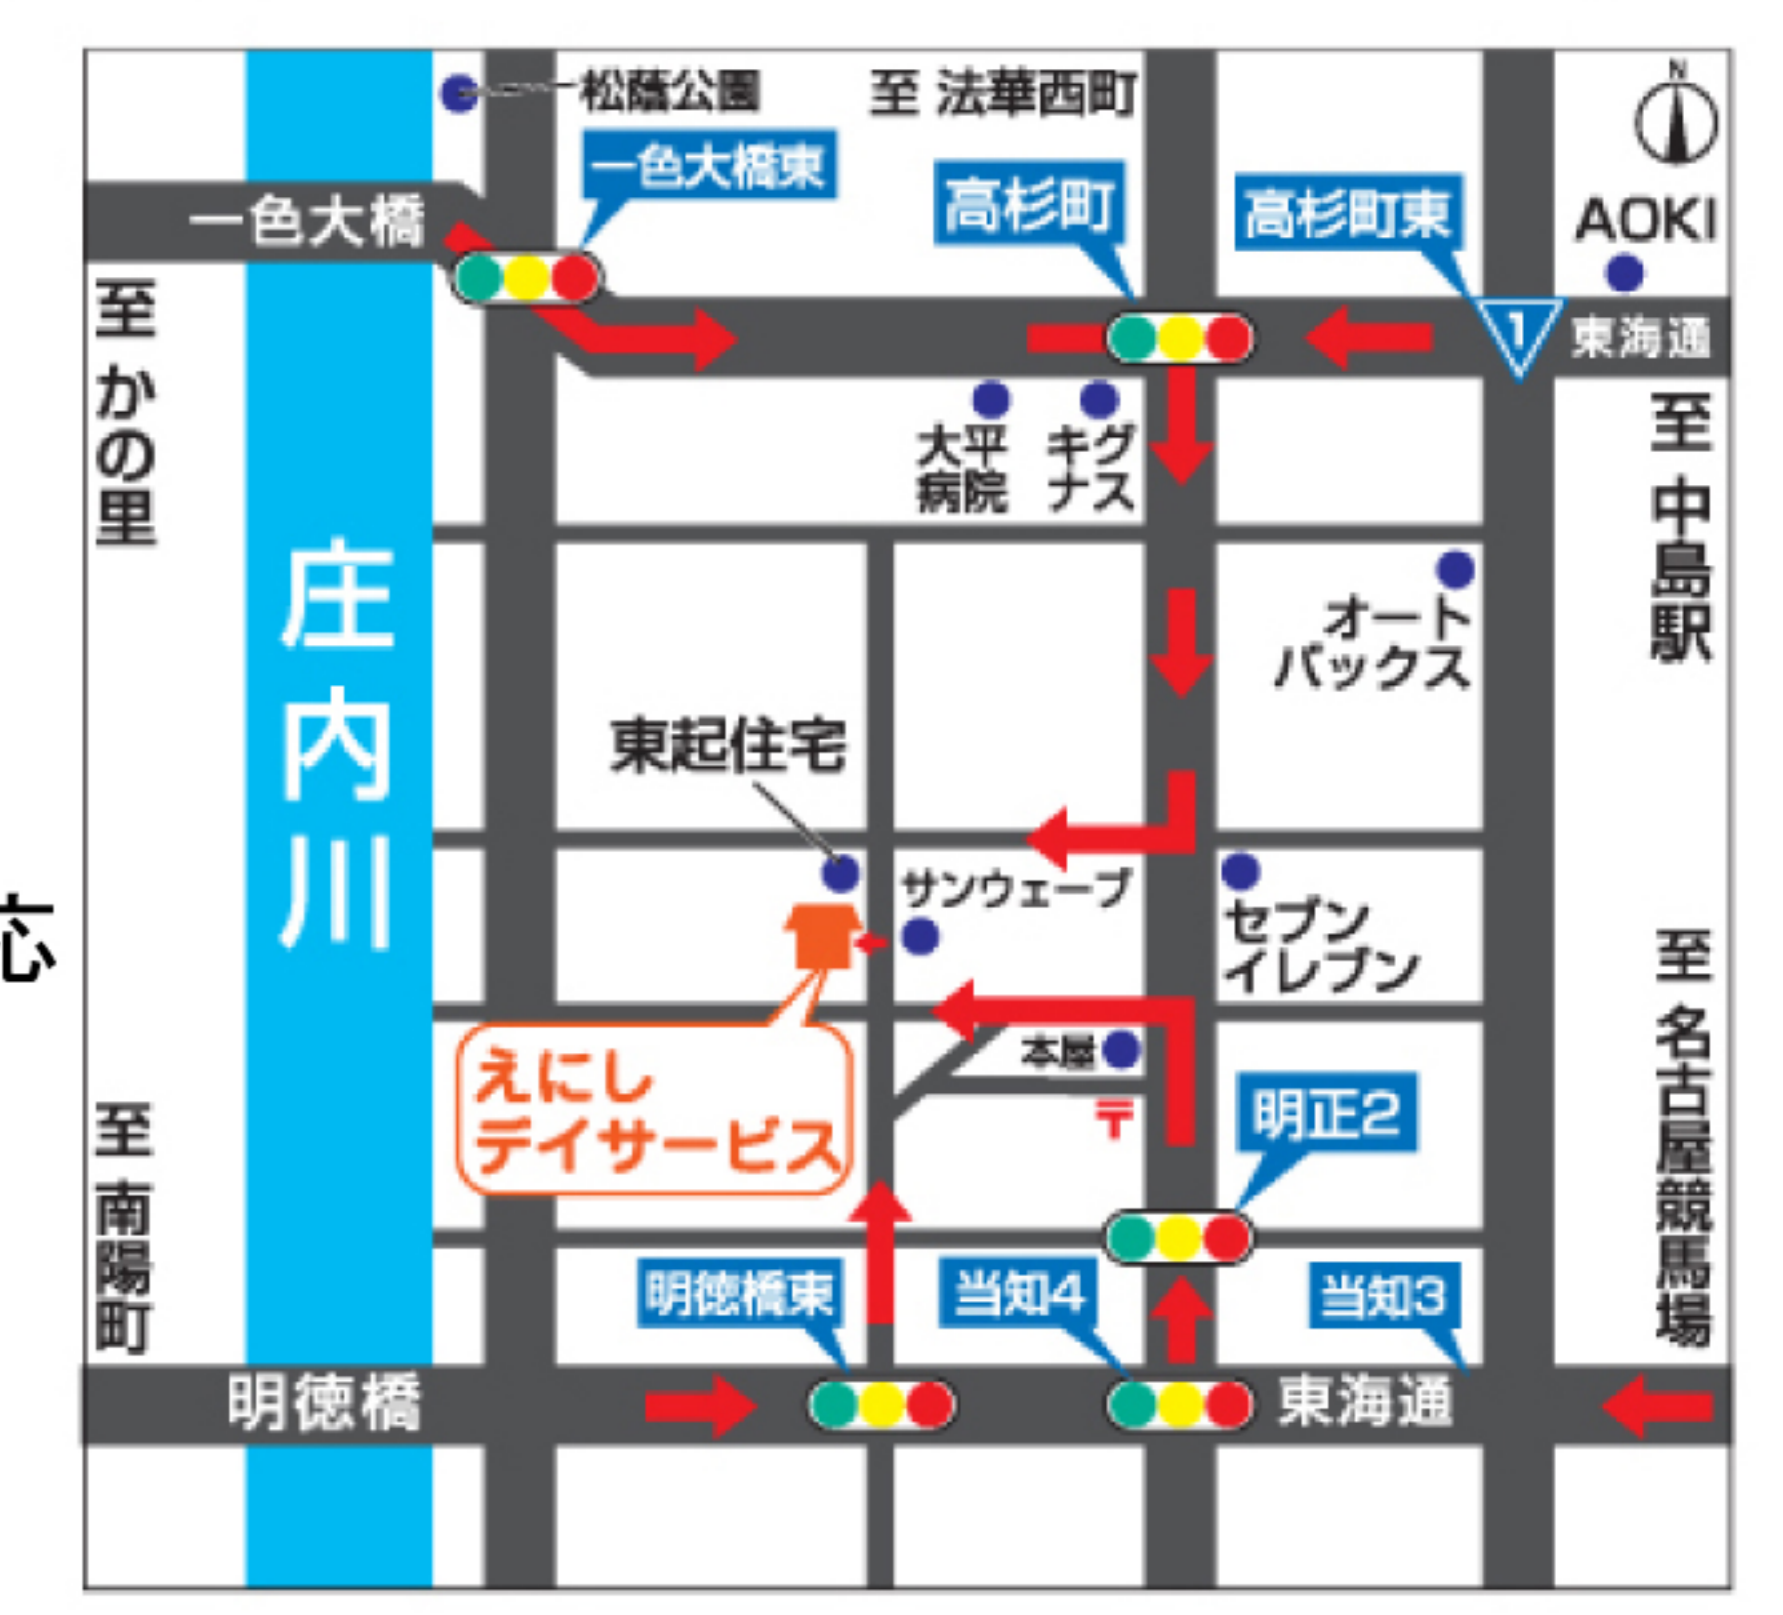 N
松蔭公園
至 法華西町
一色大橋東
高杉町
高杉町東
AOKI
一色大橋
1
東海通
至 かの里
大平
病院
キグ
ナス
至 中島駅
庄内川
オート
バックス
東起住宅
サンウェーブ
セブン
イレブン
応
えにし
デイサービス
本屋
〒
明正2
至 名古屋競馬場
至 南陽町
明徳橋東
当知4
当知3
明徳橋
東海通